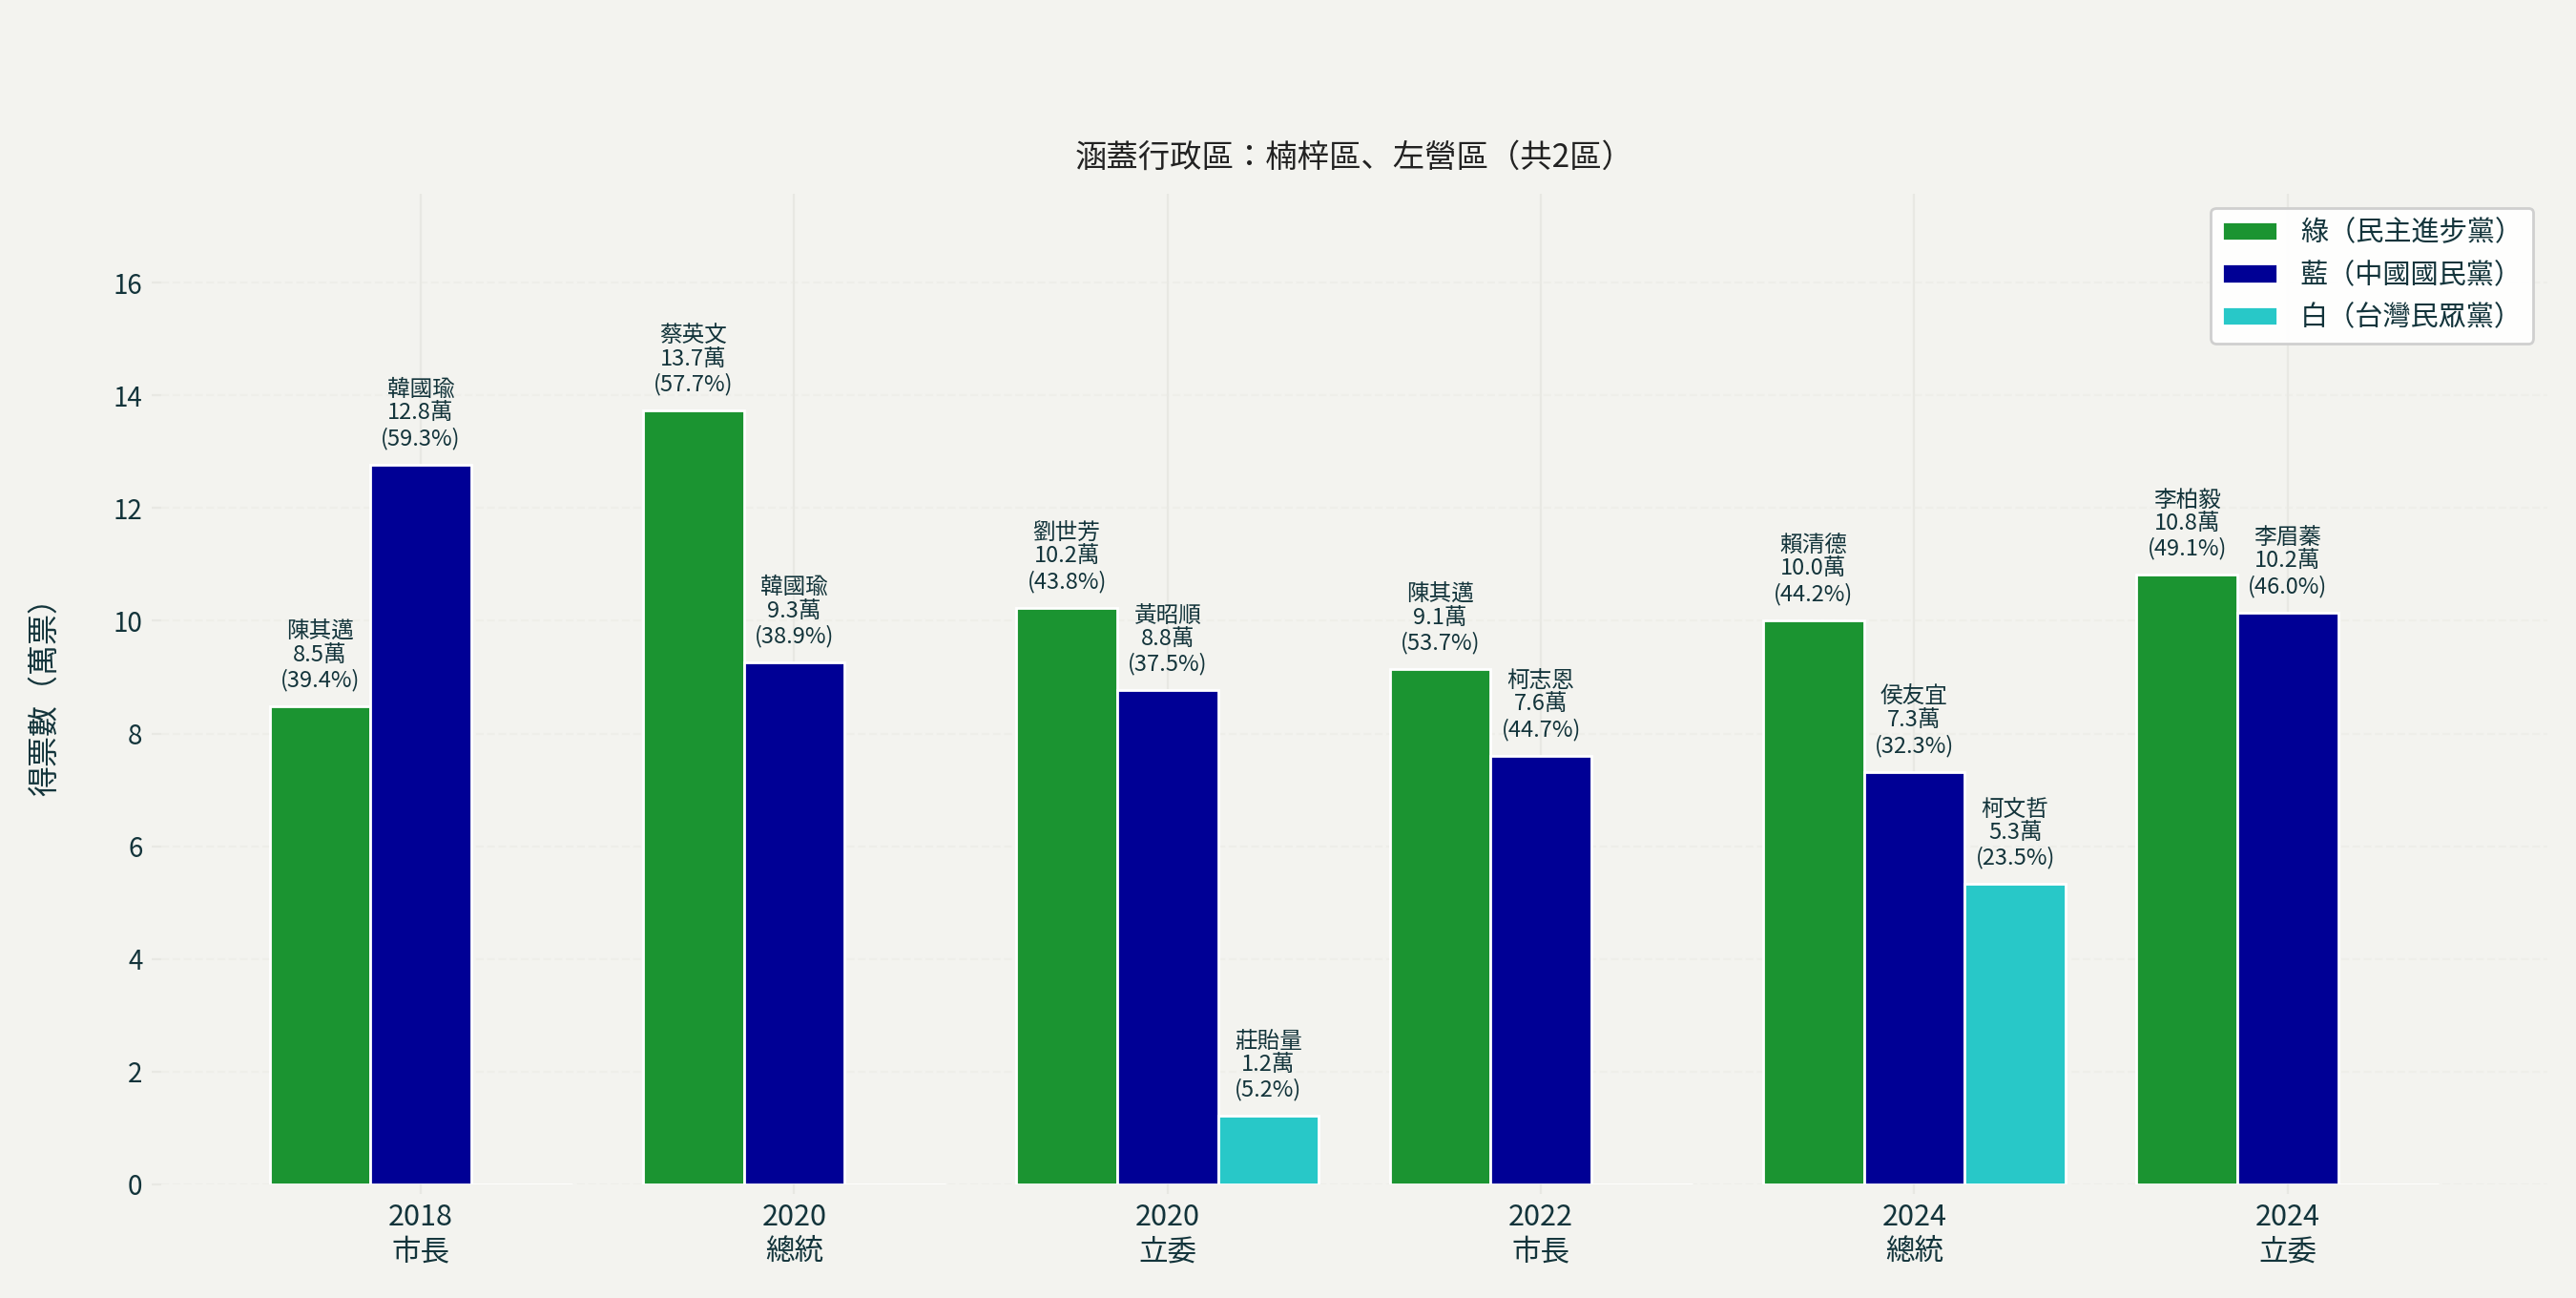 涵蓋行政區：楠梓區、左營區（共2區）
綠（民主進步黨）
藍（中國國民黨）
白（台灣民眾黨）
得票數（萬票）
16
14
12
10
8
6
4
2
0
陳其邁
8.5萬
(39.4%)
韓國瑜
12.8萬
(59.3%)
蔡英文
13.7萬
(57.7%)
韓國瑜
9.3萬
(38.9%)
劉世芳
10.2萬
(43.8%)
黃昭順
8.8萬
(37.5%)
莊貽量
1.2萬
(5.2%)
陳其邁
9.1萬
(53.7%)
柯志恩
7.6萬
(44.7%)
賴清德
10.0萬
(44.2%)
侯友宜
7.3萬
(32.3%)
柯文哲
5.3萬
(23.5%)
李柏毅
10.8萬
(49.1%)
李眉蓁
10.2萬
(46.0%)
2018
市長
2020
總統
2020
立委
2022
市長
2024
總統
2024
立委